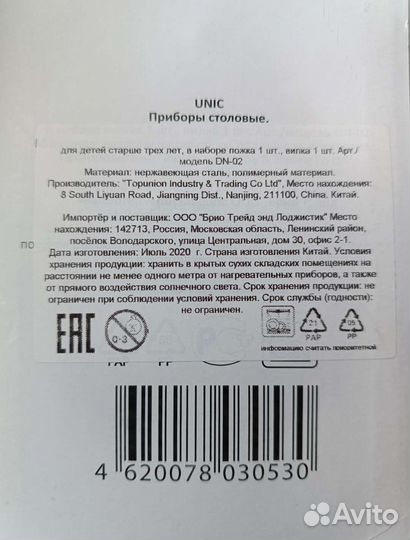 UNIC
Приборы столовые.
для детей старше трех лет, в наборе ложка 1 шт., вилка 1 шт. Арт./
модель DN-02
Материал: нержавеющая сталь, полимерный материал.
Производитель: "Topunion Industry & Trading Co Ltd", Место нахождения:
8 South Liyuan Road, Jiangning Dist., Nanjing, 211100, China. Китай.
Импортёр и поставщик: ООО "Брио Трейд энд Лоджистик" Место
нахождения: 142713, Россия, Московская область, Ленинский район,
посёлок Володарского, улица Центральная, дом 30, офис 2-1.
Дата изготовления: Июль 2020 г. Страна изготовления Китай. Условия
хранения продукции: хранить в крытых сухих складских помещениях на
расстоянии не менее одного метра от нагревательных приборов, а также
от прямого воздействия солнечного света. Срок хранения продукции: не
ограничен при соблюдении условий хранения. Срок службы (годности):
не ограничен.
ПО
EAC
0-3
21
PAP
05
PP
информацию считать приоритетной
PAP PP
4 620078 030530
Avito